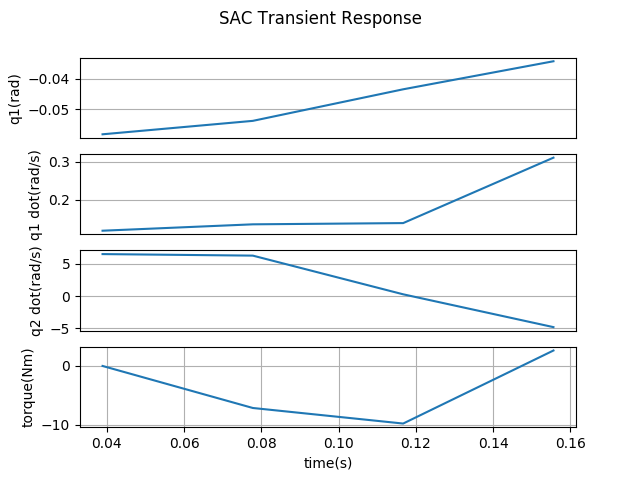 SAC Transient Response
q1(rad)
−0.04
−0.05
q1 dot(rad/s)
0.3
0.2
q2 dot(rad/s)
5
0
−5
torque(Nm)
0
−10
0.04 0.06 0.08 0.10 0.12 0.14 0.16
time(s)